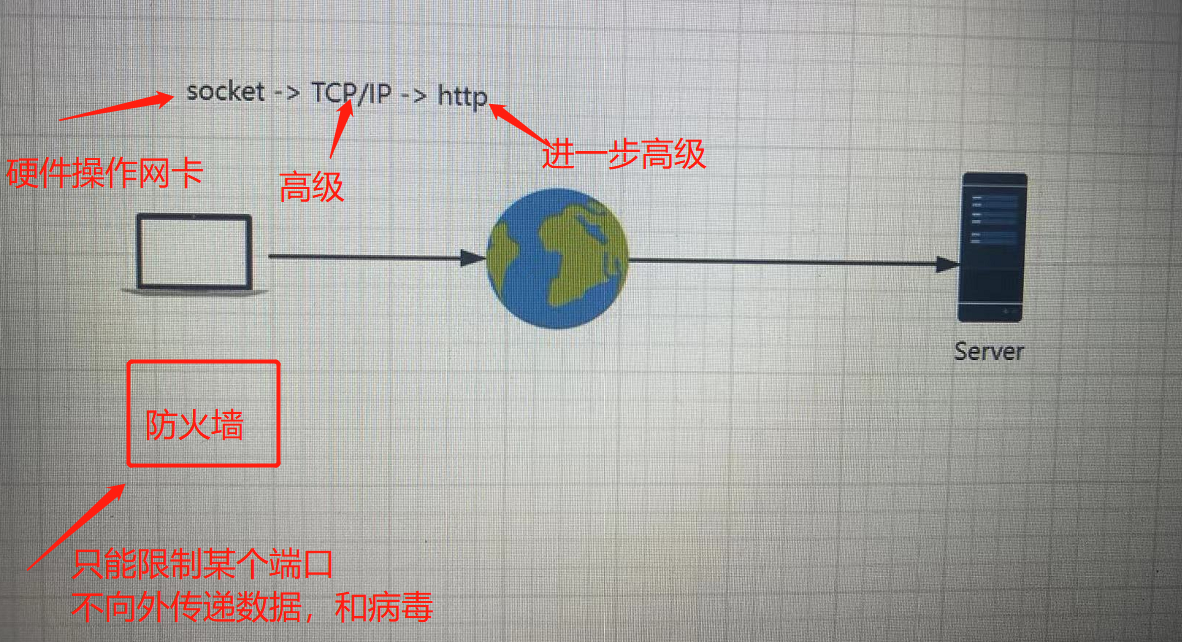 socket -> TCP/IP -> http
进一步高级
硬件操作网卡
高级
Server
防火墙
只能限制某个端口
不向外传递数据，和病毒